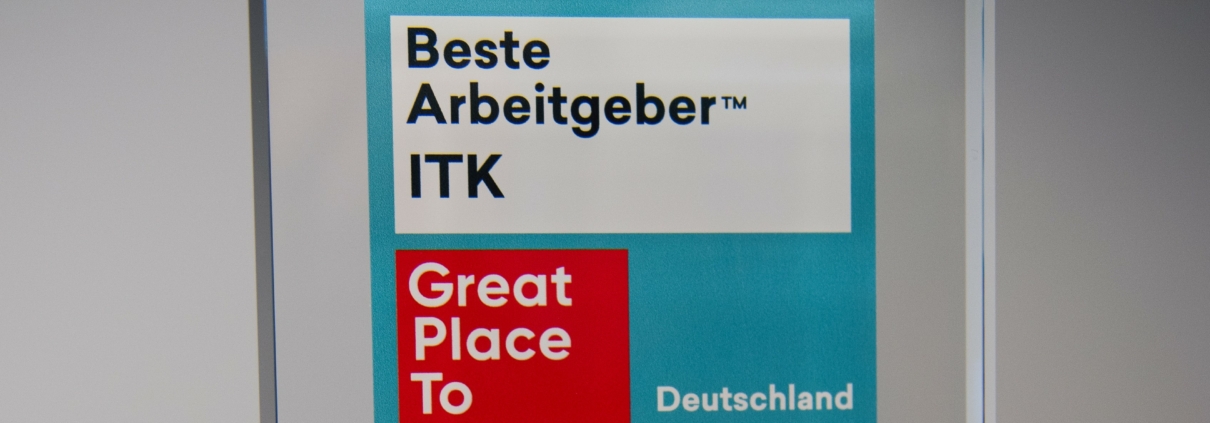 Beste
Arbeitgeber™
ITK
Great
Place
To
Deutschland